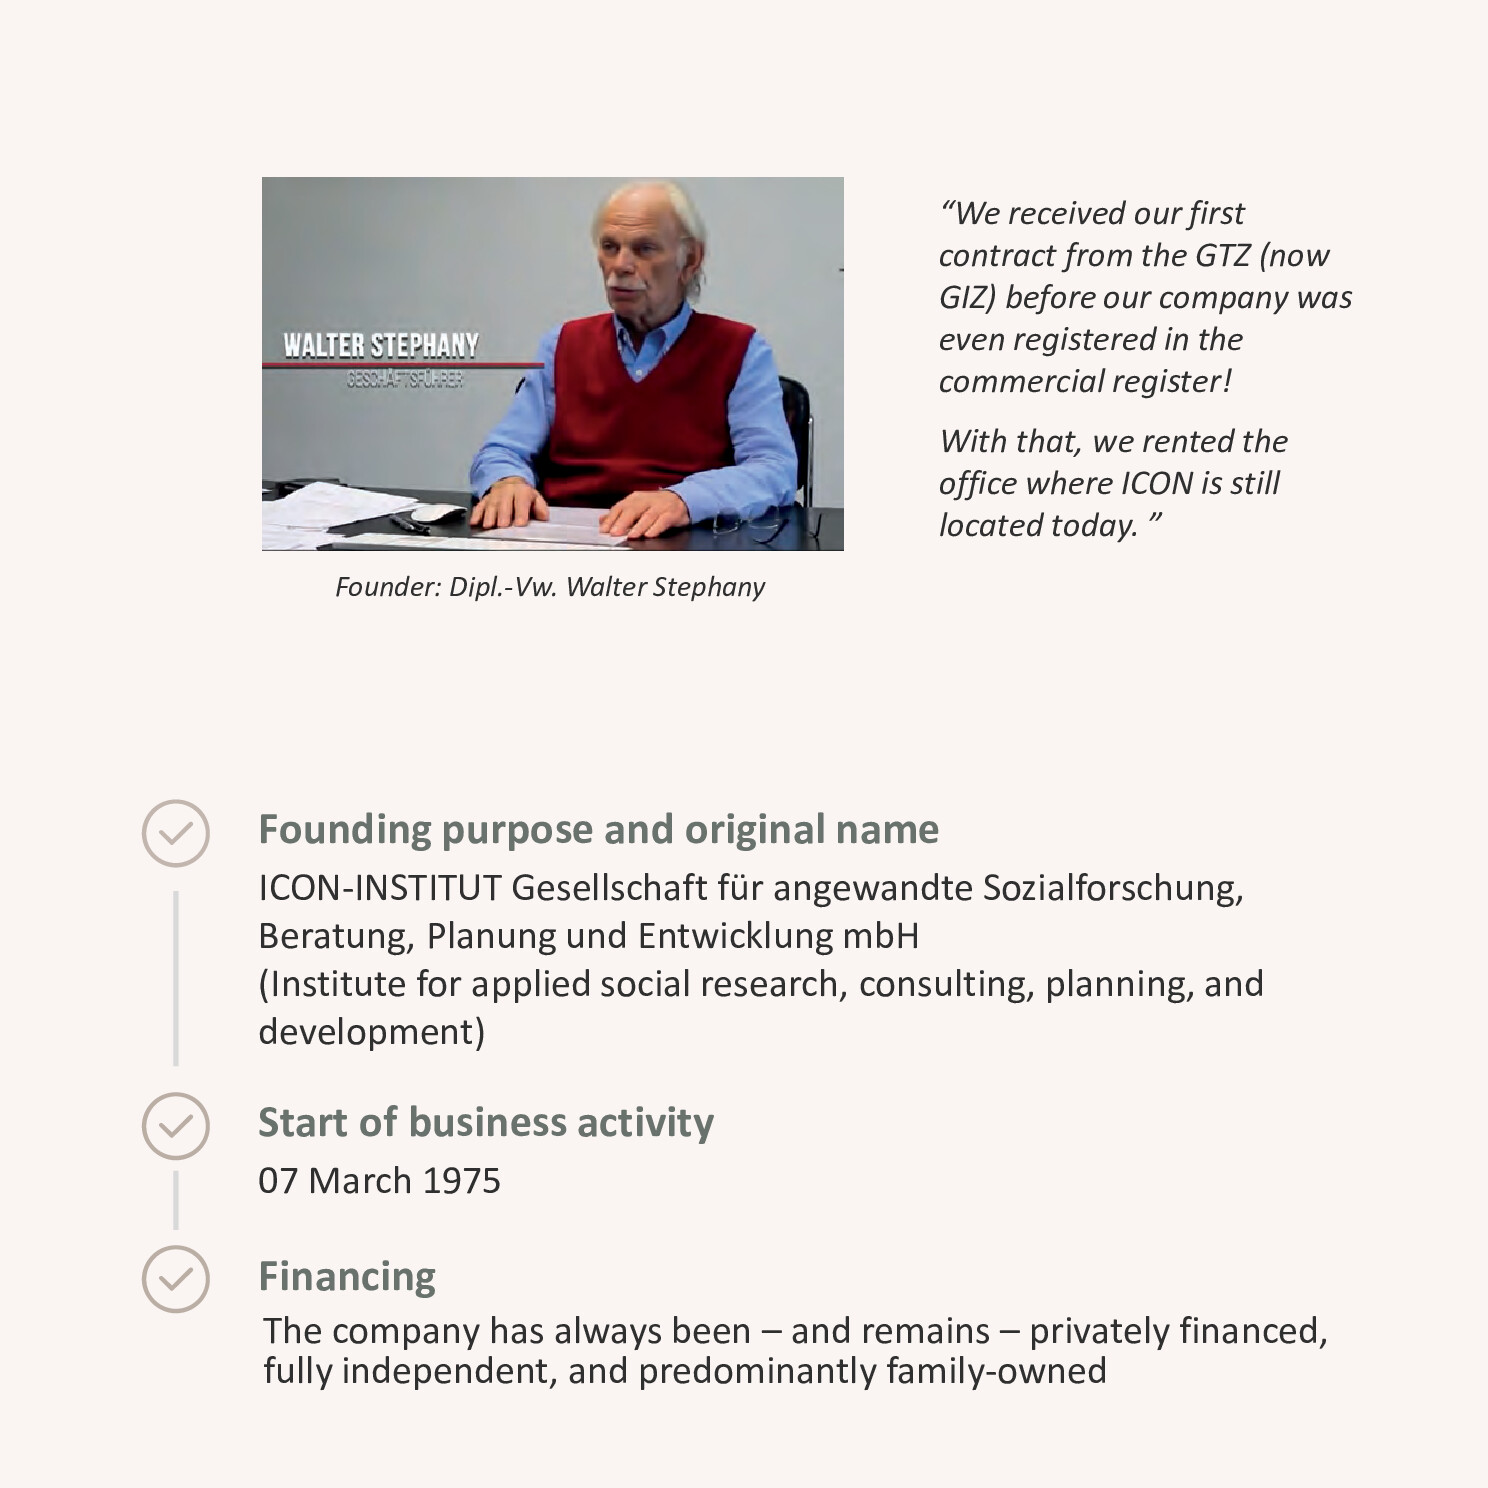 WALTER STEPHANY
GESCHÄFTSFÜHRER
“We received our first
contract from the GTZ (now
GIZ) before our company was
even registered in the
commercial register!
With that, we rented the
office where ICON is still
located today. ”
Founder: Dipl.-Vw. Walter Stephany
Founding purpose and original name
ICON-INSTITUT Gesellschaft für angewandte Sozialforschung,
Beratung, Planung und Entwicklung mbH
(Institute for applied social research, consulting, planning, and
development)
Start of business activity
07 March 1975
Financing
The company has always been – and remains – privately financed,
fully independent, and predominantly family-owned